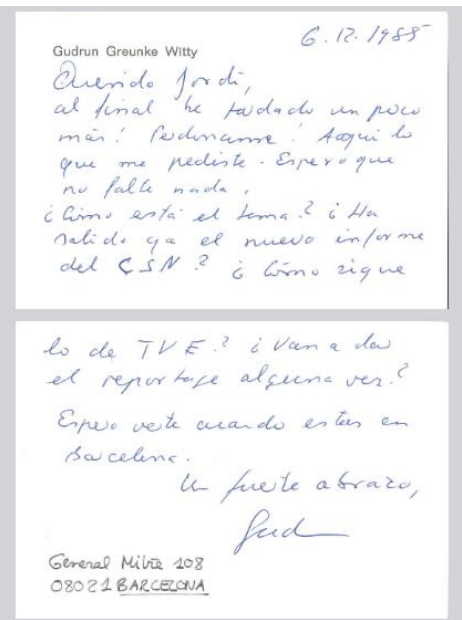 Gudrun Greunke Witty
6.12.1985
Querido Jordi,
al final he tardado un poco
más! Perdoname! Aqui lo
que me pediste. Espero que
no falte nada.
¿Cómo está el tema? ¿Ha
salido ya el nuevo informe
del CSN? ¿Cómo sigue
lo de TVE? ¿Van a dar
el reportaje alguna vez?
Espero verte cuando estés en
Barcelona.
Un fuerte abrazo,
Gud
General Mitre 108
08021 BARCELONA